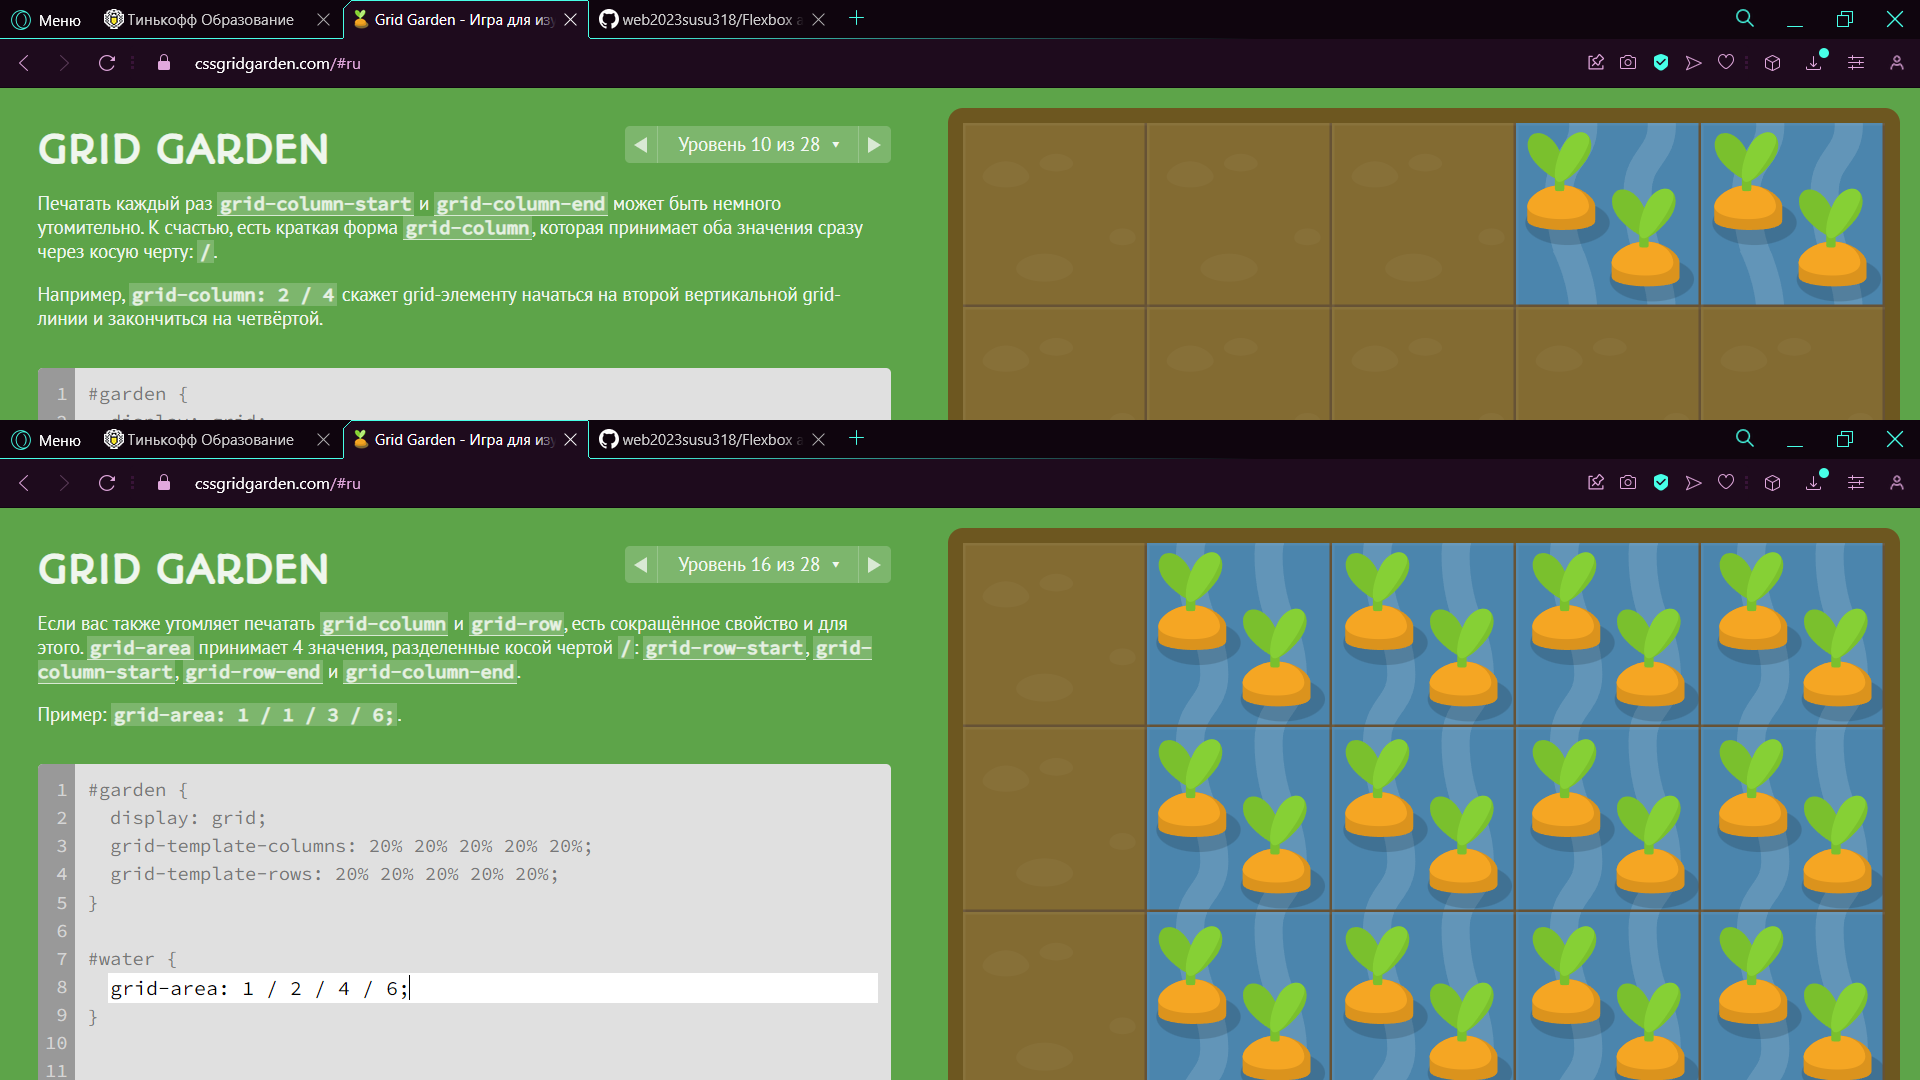 Меню
Тинькофф Образование
Grid Garden - Игра для из
web2023susu318/Flexbox a
cssgridgarden.com/#ru
GRID GARDEN
Уровень 10 из 28
Печатать каждый раз grid-column-start и grid-column-end может быть немного
утомительно. К счастью, есть краткая форма grid-column, которая принимает оба значения сразу
через косую черту: /.
Например, grid-column: 2 / 4 скажет grid-элементу начаться на второй вертикальной grid-
линии и закончиться на четвёртой.
1 #garden {
2 display: grid;
Меню
Тинькофф Образование
Grid Garden - Игра для из
web2023susu318/Flexbox a
cssgridgarden.com/#ru
GRID GARDEN
Уровень 16 из 28
Если вас также утомляет печатать grid-column и grid-row, есть сокращённое свойство и для
этого. grid-area принимает 4 значения, разделенные косой чертой /: grid-row-start, grid-
column-start, grid-row-end и grid-column-end.
Пример: grid-area: 1 / 1 / 3 / 6;.
1 #garden {
2 display: grid;
3 grid-template-columns: 20% 20% 20% 20% 20%;
4 grid-template-rows: 20% 20% 20% 20% 20%;
5 }
6
7 #water {
8 grid-area: 1 / 2 / 4 / 6;
9 }
10
11